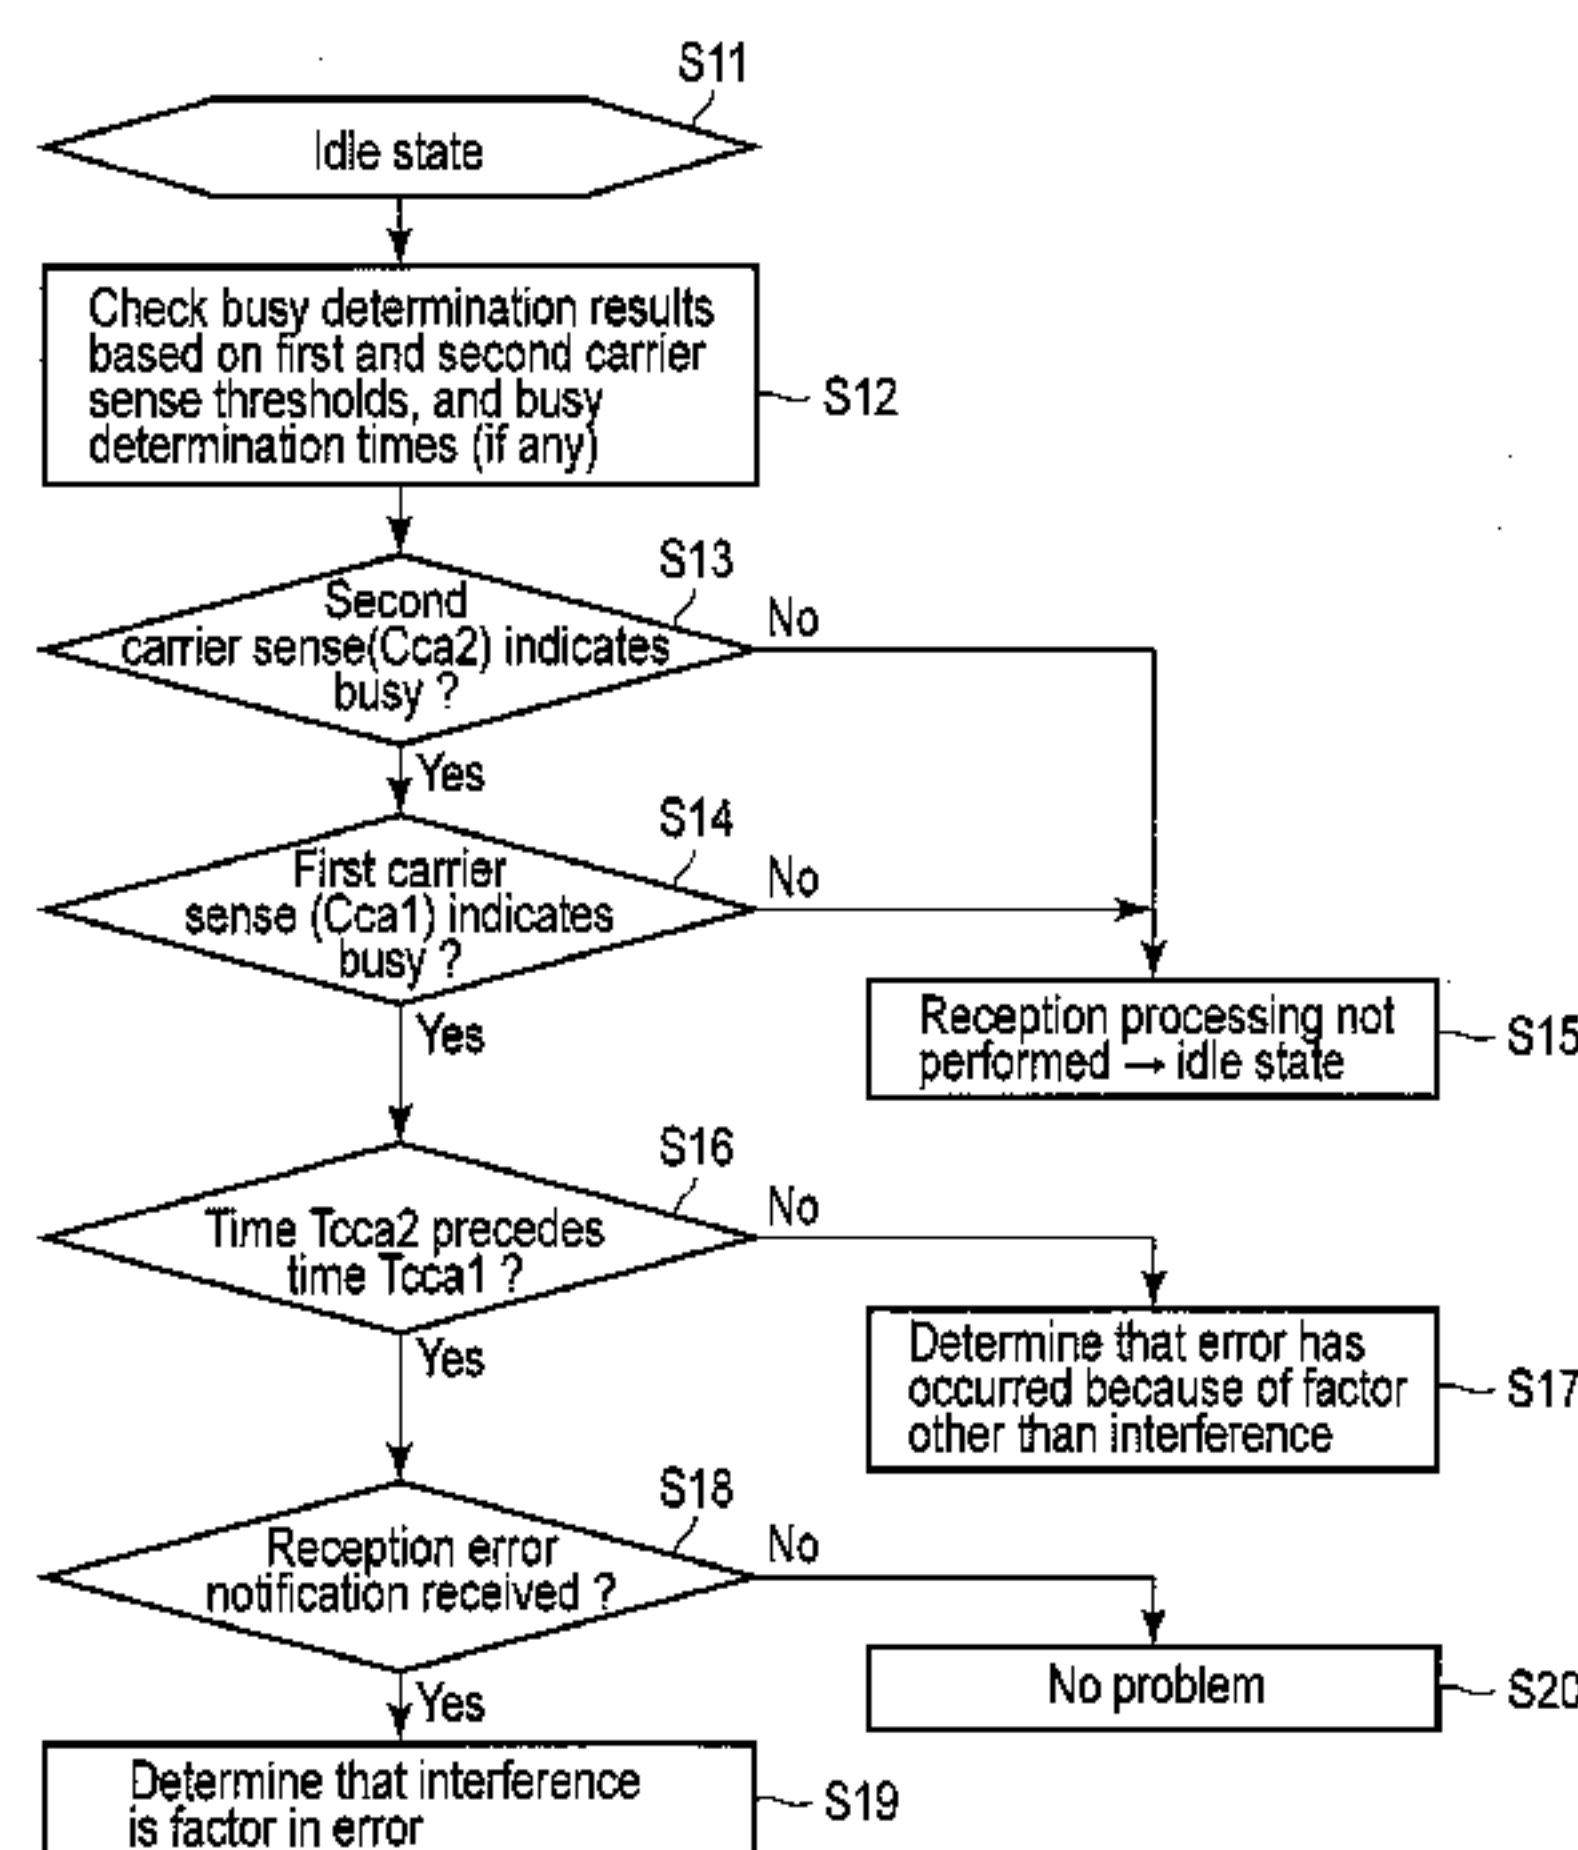 S11
Idle state
Check busy determination results
based on first and second carrier
sense thresholds, and busy
determination times (if any)
S12
S13
Second
carrier sense(Cca2) indicates
busy ?
No
Yes
S14
First carrier
sense (Cca1) indicates
busy ?
No
Yes
Reception processing not
performed → idle state
S15
S16
Time Tcca2 precedes
time Tcca1 ?
No
Yes
Determine that error has
occurred because of factor
other than interference
S17
S18
Reception error
notification received ?
No
Yes
No problem
S20
Determine that interference
is factor in error
S19